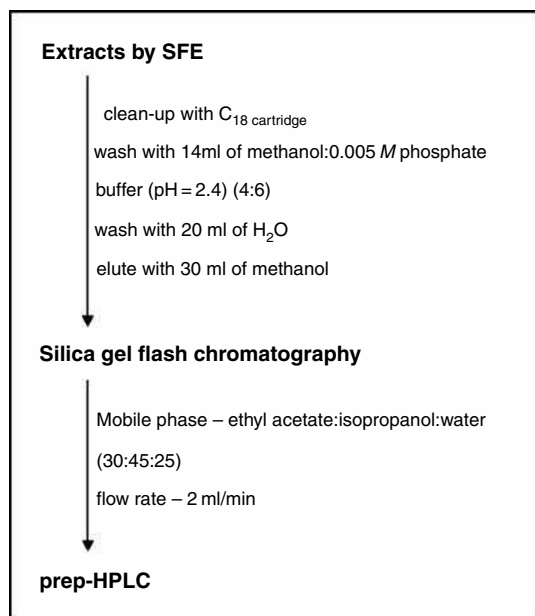 Extracts by SFE
clean-up with C18 cartridge
wash with 14ml of methanol:0.005 M phosphate
buffer (pH = 2.4) (4:6)
wash with 20 ml of H2O
elute with 30 ml of methanol
Silica gel flash chromatography
Mobile phase – ethyl acetate:isopropanol:water
(30:45:25)
flow rate – 2 ml/min
prep-HPLC